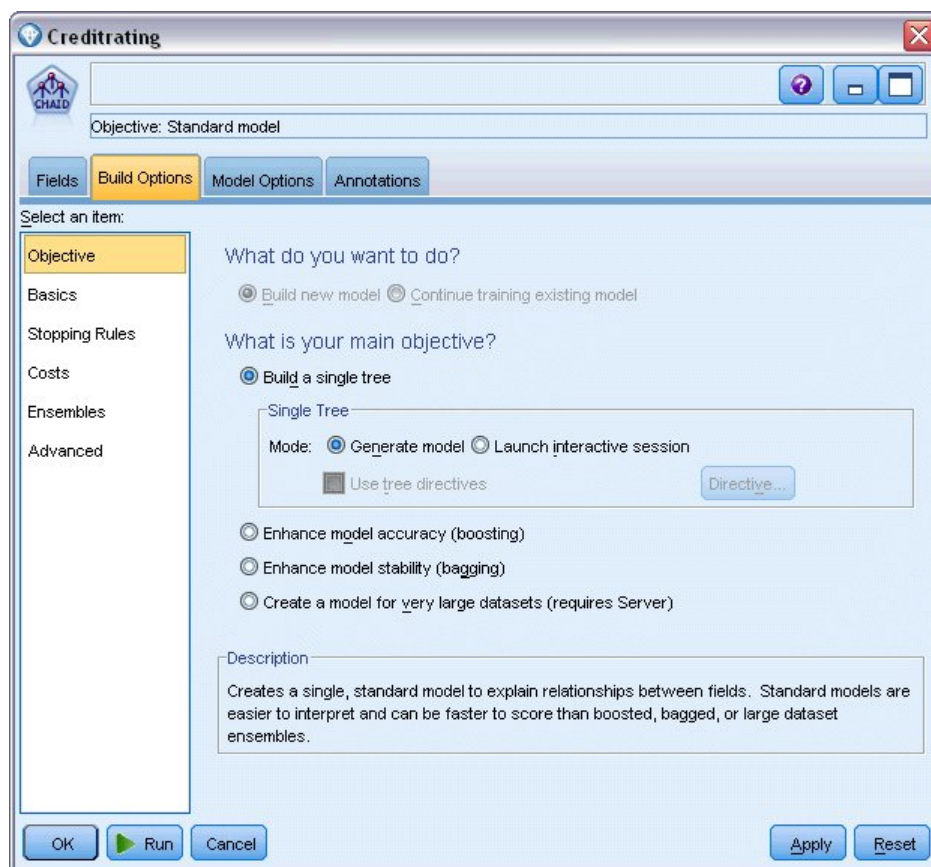 Creditrating
CHAID
Objective: Standard model
Fields Build Options Model Options Annotations
Select an item:
Objective
Basics
Stopping Rules
Costs
Ensembles
Advanced
What do you want to do?
Build new model Continue training existing model
What is your main objective?
Build a single tree
Single Tree
Mode: Generate model Launch interactive session
Use tree directives Directive...
Enhance model accuracy (boosting)
Enhance model stability (bagging)
Create a model for very large datasets (requires Server)
Description
Creates a single, standard model to explain relationships between fields. Standard models are
easier to interpret and can be faster to score than boosted, bagged, or large dataset
ensembles.
OK Run Cancel Apply Reset